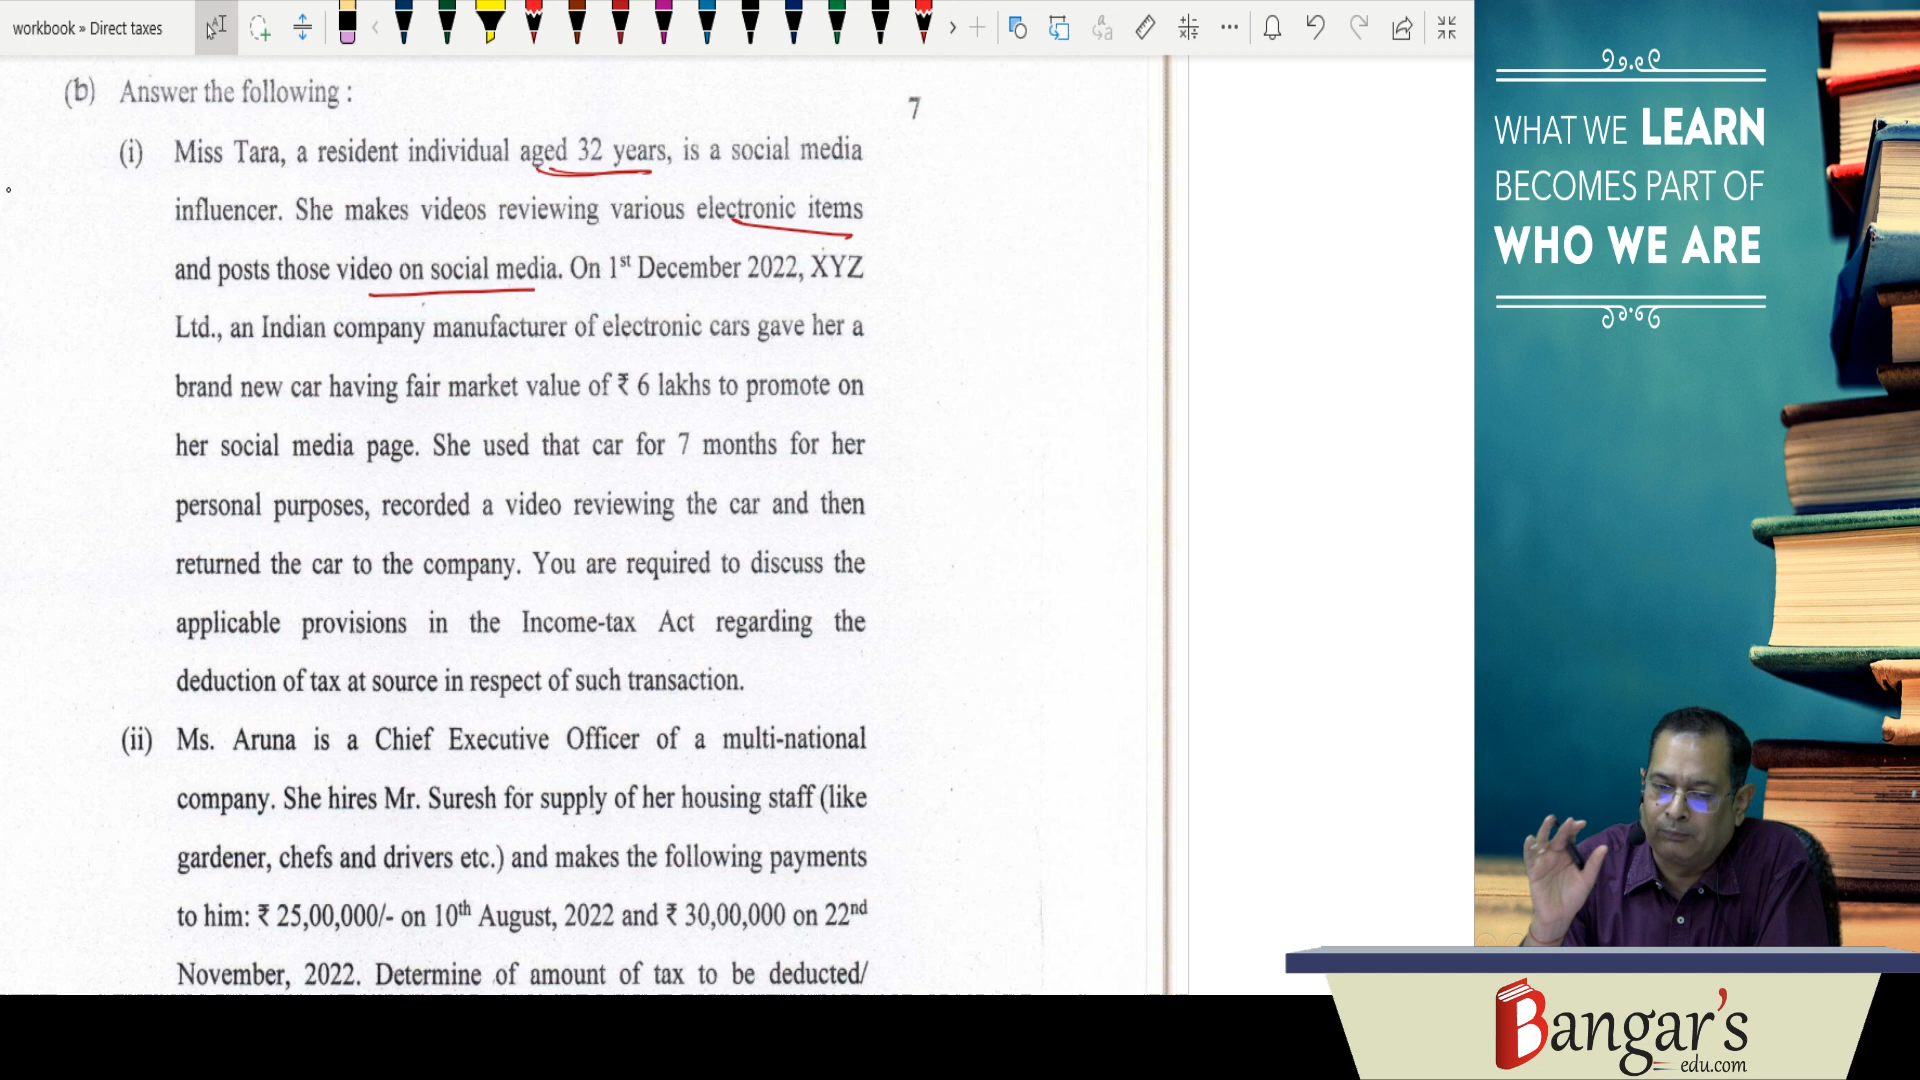 workbook » Direct taxes
(b) Answer the following :
7
(i) Miss Tara, a resident individual aged 32 years, is a social media
influencer. She makes videos reviewing various electronic items
and posts those video on social media. On 1st December 2022, XYZ
Ltd., an Indian company manufacturer of electronic cars gave her a
brand new car having fair market value of ₹ 6 lakhs to promote on
her social media page. She used that car for 7 months for her
personal purposes, recorded a video reviewing the car and then
returned the car to the company. You are required to discuss the
applicable provisions in the Income-tax Act regarding the
deduction of tax at source in respect of such transaction.
(ii) Ms. Aruna is a Chief Executive Officer of a multi-national
company. She hires Mr. Suresh for supply of her housing staff (like
gardener, chefs and drivers etc.) and makes the following payments
to him: ₹ 25,00,000/- on 10th August, 2022 and ₹ 30,00,000 on 22nd
November, 2022. Determine of amount of tax to be deducted/
WHAT WE LEARN
BECOMES PART OF
WHO WE ARE
Bangar's
edu.com